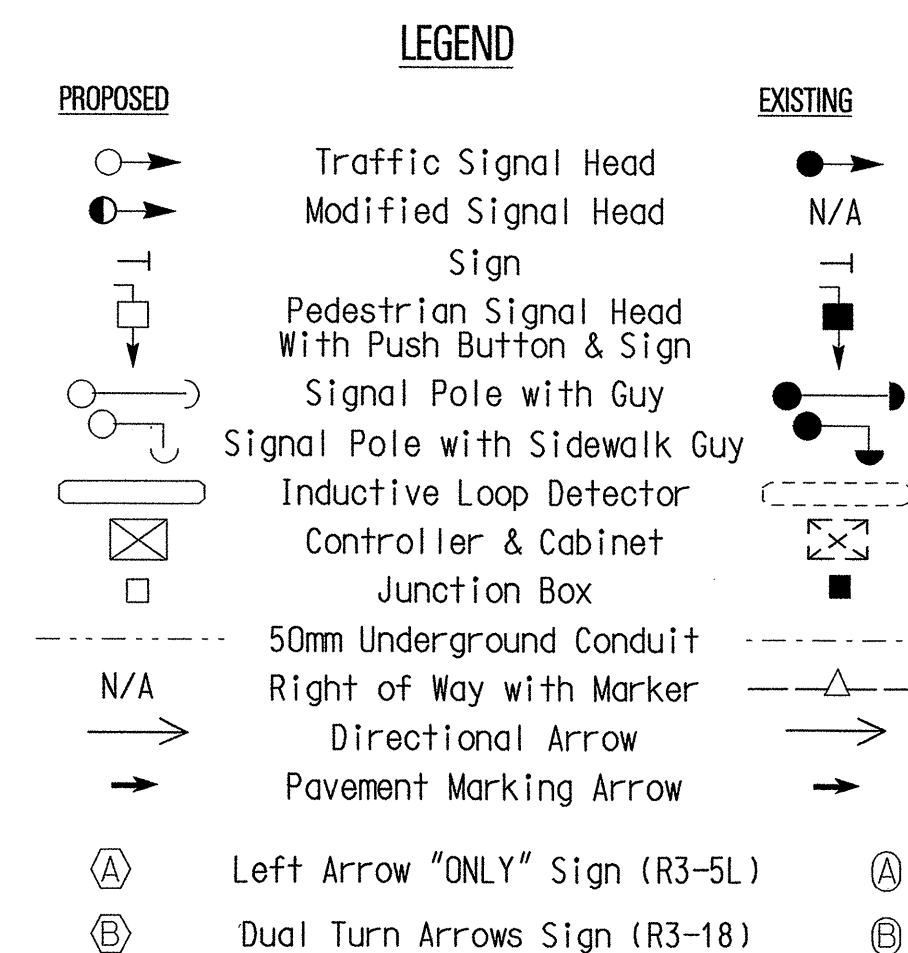 LEGEND
PROPOSED EXISTING
Traffic Signal Head
Modified Signal Head N/A
Sign
Pedestrian Signal Head
With Push Button & Sign
Signal Pole with Guy
Signal Pole with Sidewalk Guy
Inductive Loop Detector
Controller & Cabinet
Junction Box
50mm Underground Conduit
N/A Right of Way with Marker
Directional Arrow
Pavement Marking Arrow
A Left Arrow "ONLY" Sign (R3-5L) A
B Dual Turn Arrows Sign (R3-18) B